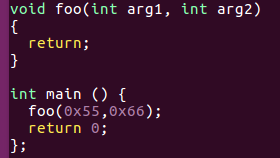 void foo(int arg1, int arg2)
{
  return;
}

int main () {
  foo(0x55,0x66);
  return 0;
};